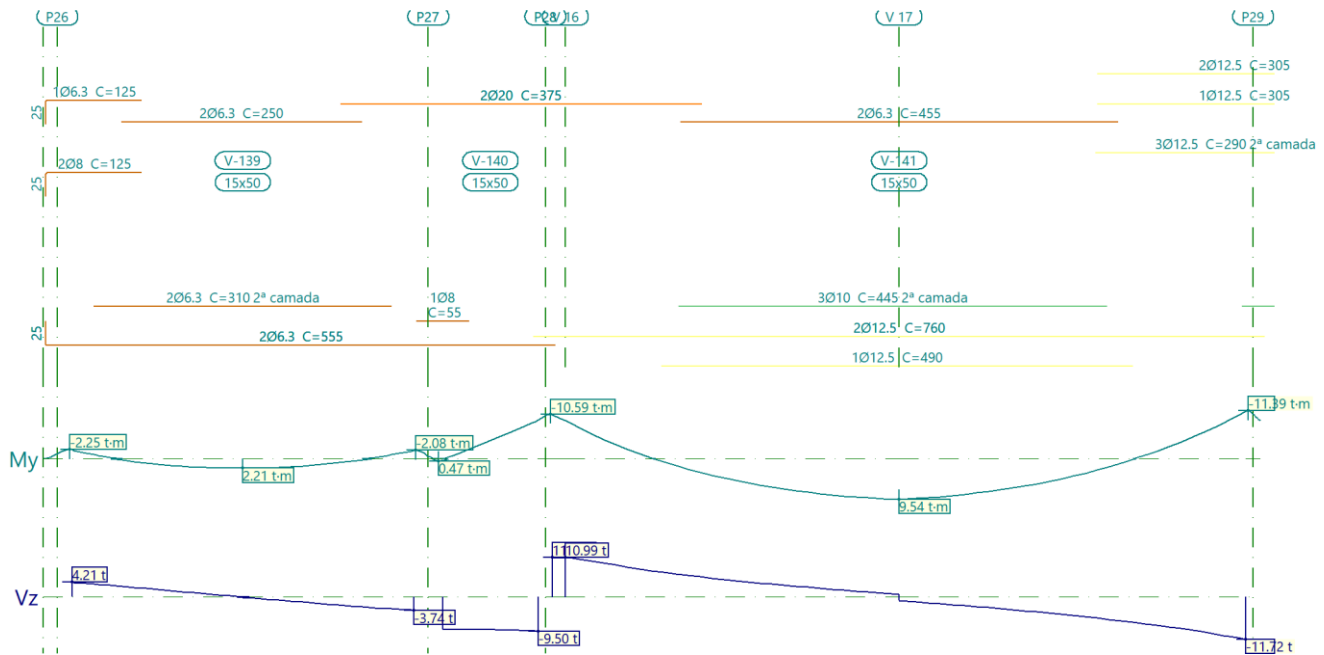 P26
P27
P28
V 16
V 17
P29
2Ø12.5 C=305
1Ø6.3 C=125
2Ø20 C=375
1Ø12.5 C=305
25
2Ø6.3 C=250
2Ø6.3 C=455
3Ø12.5 C=290 2ª camada
2Ø8 C=125
V-139
V-140
V-141
25
15x50
15x50
15x50
2Ø6.3 C=310 2ª camada
1Ø8
C=55
3Ø10 C=445 2ª camada
25
2Ø6.3 C=555
2Ø12.5 C=760
1Ø12.5 C=490
-10.59 t·m
-11.39 t·m
-2.25 t·m
-2.08 t·m
My
2.21 t·m
0.47 t·m
9.54 t·m
10.99 t
4.21 t
Vz
-3.74 t
-9.50 t
-11.72 t